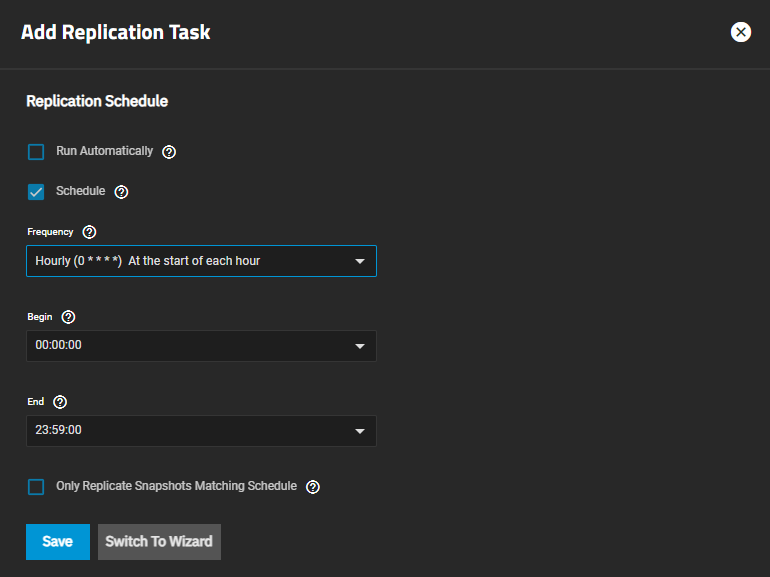 Add Replication Task
Replication Schedule
Run Automatically
Schedule
Frequency
Hourly (0 * * * *) At the start of each hour
Begin
00:00:00
End
23:59:00
Only Replicate Snapshots Matching Schedule
Save Switch To Wizard